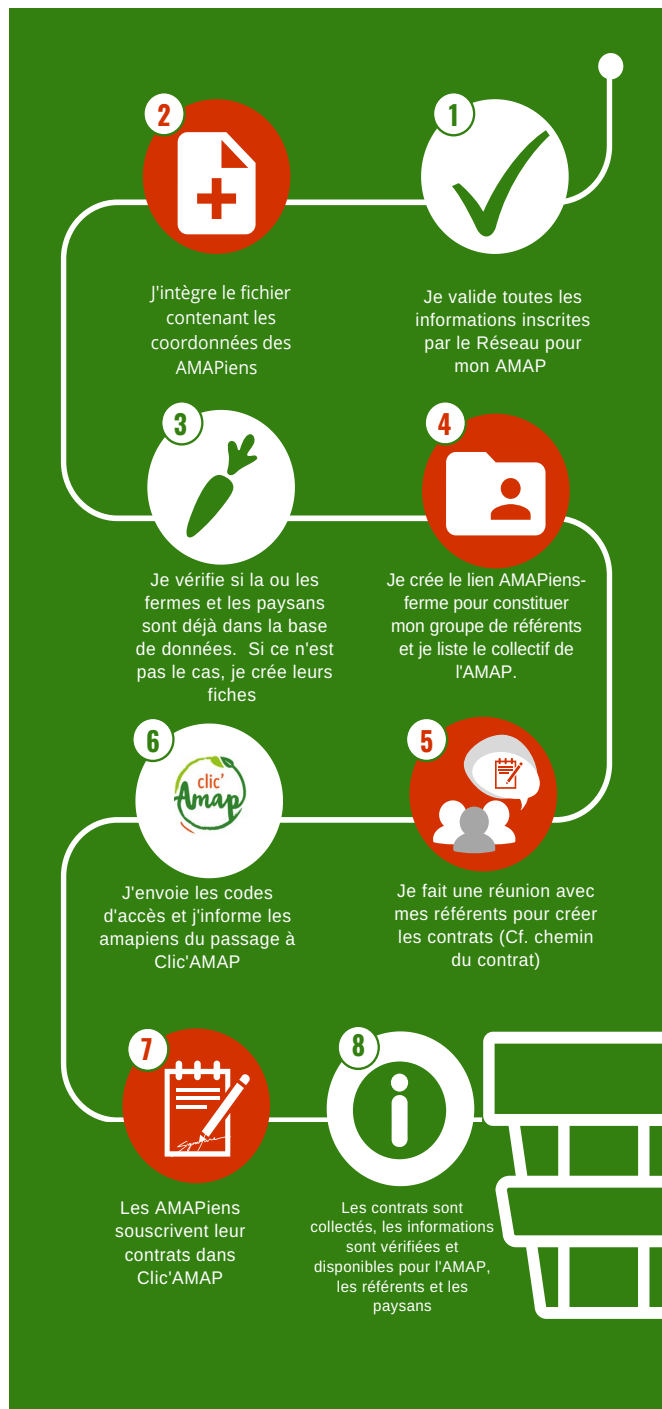 1
Je valide toutes les
informations inscrites
par le Réseau pour
mon AMAP
2
J'intègre le fichier
contenant les
coordonnées des
AMAPiens
3
Je vérifie si la ou les
fermes et les paysans
sont déjà dans la base
de données.  Si ce n'est
pas le cas, je crée leurs
fiches
4
Je crée le lien AMAPiens-
ferme pour constituer
mon groupe de référents
et je liste le collectif de
l'AMAP.
5
Je fait une réunion avec
mes référents pour créer
les contrats (Cf. chemin
du contrat)
6
clic'
Amap
J'envoie les codes
d'accès et j'informe les
amapiens du passage à
Clic'AMAP
7
Les AMAPiens
souscrivent leur
contrats dans
Clic'AMAP
8
Les contrats sont
collectés, les informations
sont vérifiées et
disponibles pour l'AMAP,
les référents et les
paysans